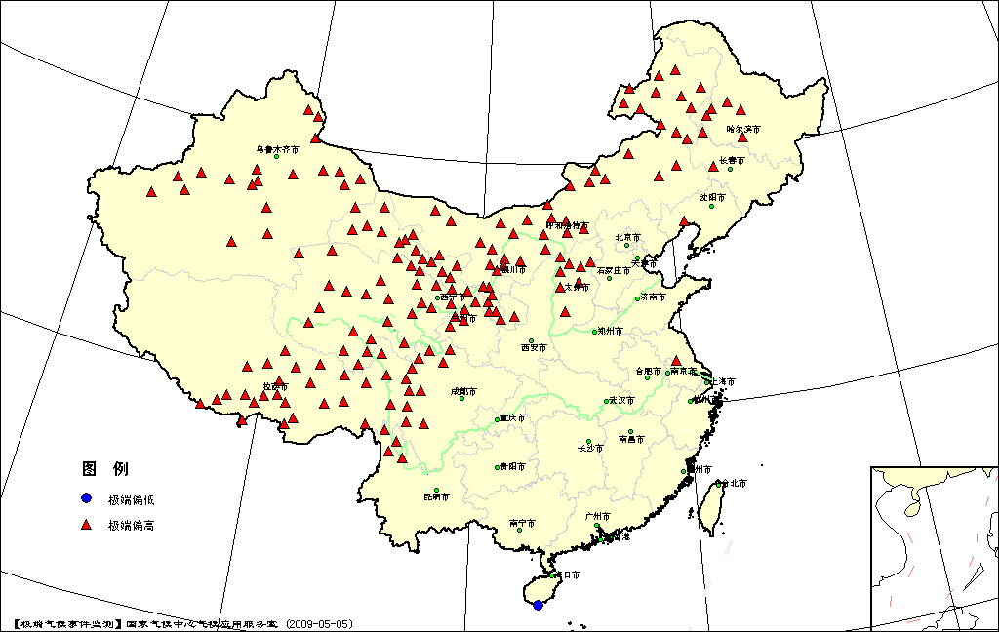 哈尔滨市
乌鲁木齐市
长春市
沈阳市
呼和浩特市
北京市
天津市
银川市
石家庄市
太原市
西宁市
济南市
兰州市
郑州市
西安市
合肥市
南京市
上海市
拉萨市
成都市
武汉市
杭州市
重庆市
南昌市
长沙市
图 例
贵阳市
州市
台北市
极端偏低
昆明市
广州市
极端偏高
南宁市
香港
海口市
【极端气候事件监测】国家气候中心气候应用服务室 (2009-05-05)